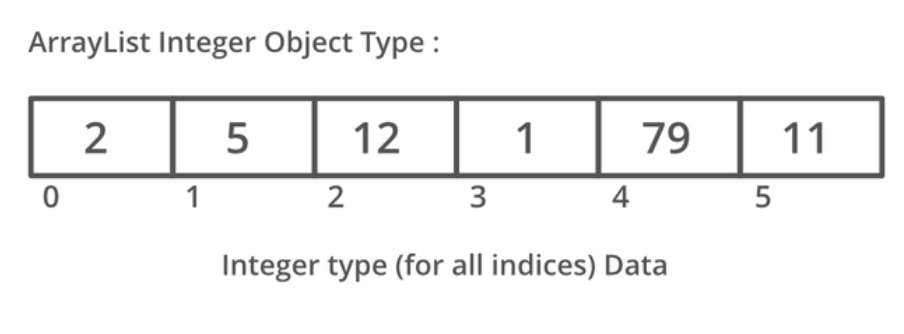 ArrayList Integer Object Type :
2 5 12 1 79 11
0 1 2 3 4 5
Integer type (for all indices) Data